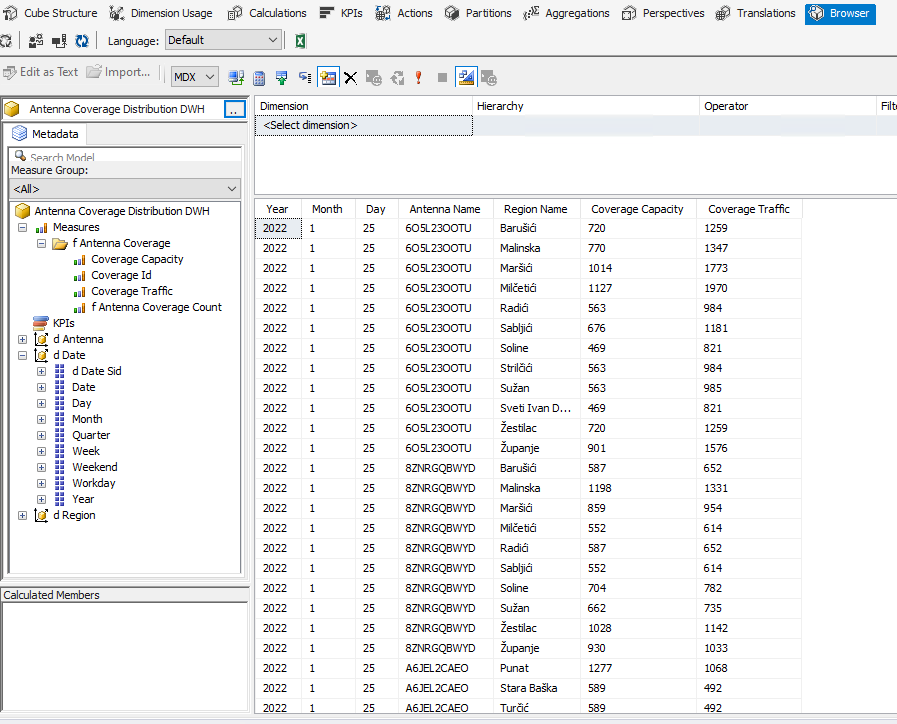 Cube Structure Dimension Usage Calculations KPIs Actions Partitions Aggregations Perspectives Translations Browser
Language: Default
Edit as Text Import... MDX
Antenna Coverage Distribution DWH ..
Metadata
Search Model
Measure Group:
<All>
Antenna Coverage Distribution DWH
Measures
f Antenna Coverage
Coverage Capacity
Coverage Id
Coverage Traffic
f Antenna Coverage Count
KPIs
d Antenna
d Date
d Date Sid
Date
Day
Month
Quarter
Week
Weekend
Workday
Year
d Region
Calculated Members
Dimension Hierarchy Operator Filt
<Select dimension>
Year Month Day Antenna Name Region Name Coverage Capacity Coverage Traffic
2022 1 25 6O5L23OOTU Barušići 720 1259
2022 1 25 6O5L23OOTU Malinska 770 1347
2022 1 25 6O5L23OOTU Maršići 1014 1773
2022 1 25 6O5L23OOTU Milčetići 1127 1970
2022 1 25 6O5L23OOTU Radići 563 984
2022 1 25 6O5L23OOTU Sabljići 676 1181
2022 1 25 6O5L23OOTU Soline 469 821
2022 1 25 6O5L23OOTU Strilčići 563 984
2022 1 25 6O5L23OOTU Sužan 563 985
2022 1 25 6O5L23OOTU Sveti Ivan D... 469 821
2022 1 25 6O5L23OOTU Žestilac 720 1259
2022 1 25 6O5L23OOTU Županje 901 1576
2022 1 25 8ZNRGQBWYD Barušići 587 652
2022 1 25 8ZNRGQBWYD Malinska 1198 1331
2022 1 25 8ZNRGQBWYD Maršići 859 954
2022 1 25 8ZNRGQBWYD Milčetići 552 614
2022 1 25 8ZNRGQBWYD Radići 587 652
2022 1 25 8ZNRGQBWYD Sabljići 552 614
2022 1 25 8ZNRGQBWYD Soline 704 782
2022 1 25 8ZNRGQBWYD Sužan 662 735
2022 1 25 8ZNRGQBWYD Žestilac 1028 1142
2022 1 25 8ZNRGQBWYD Županje 930 1033
2022 1 25 A6JEL2CAEO Punat 1277 1068
2022 1 25 A6JEL2CAEO Stara Baška 589 492
2022 1 25 A6JEL2CAEO Turčić 589 492